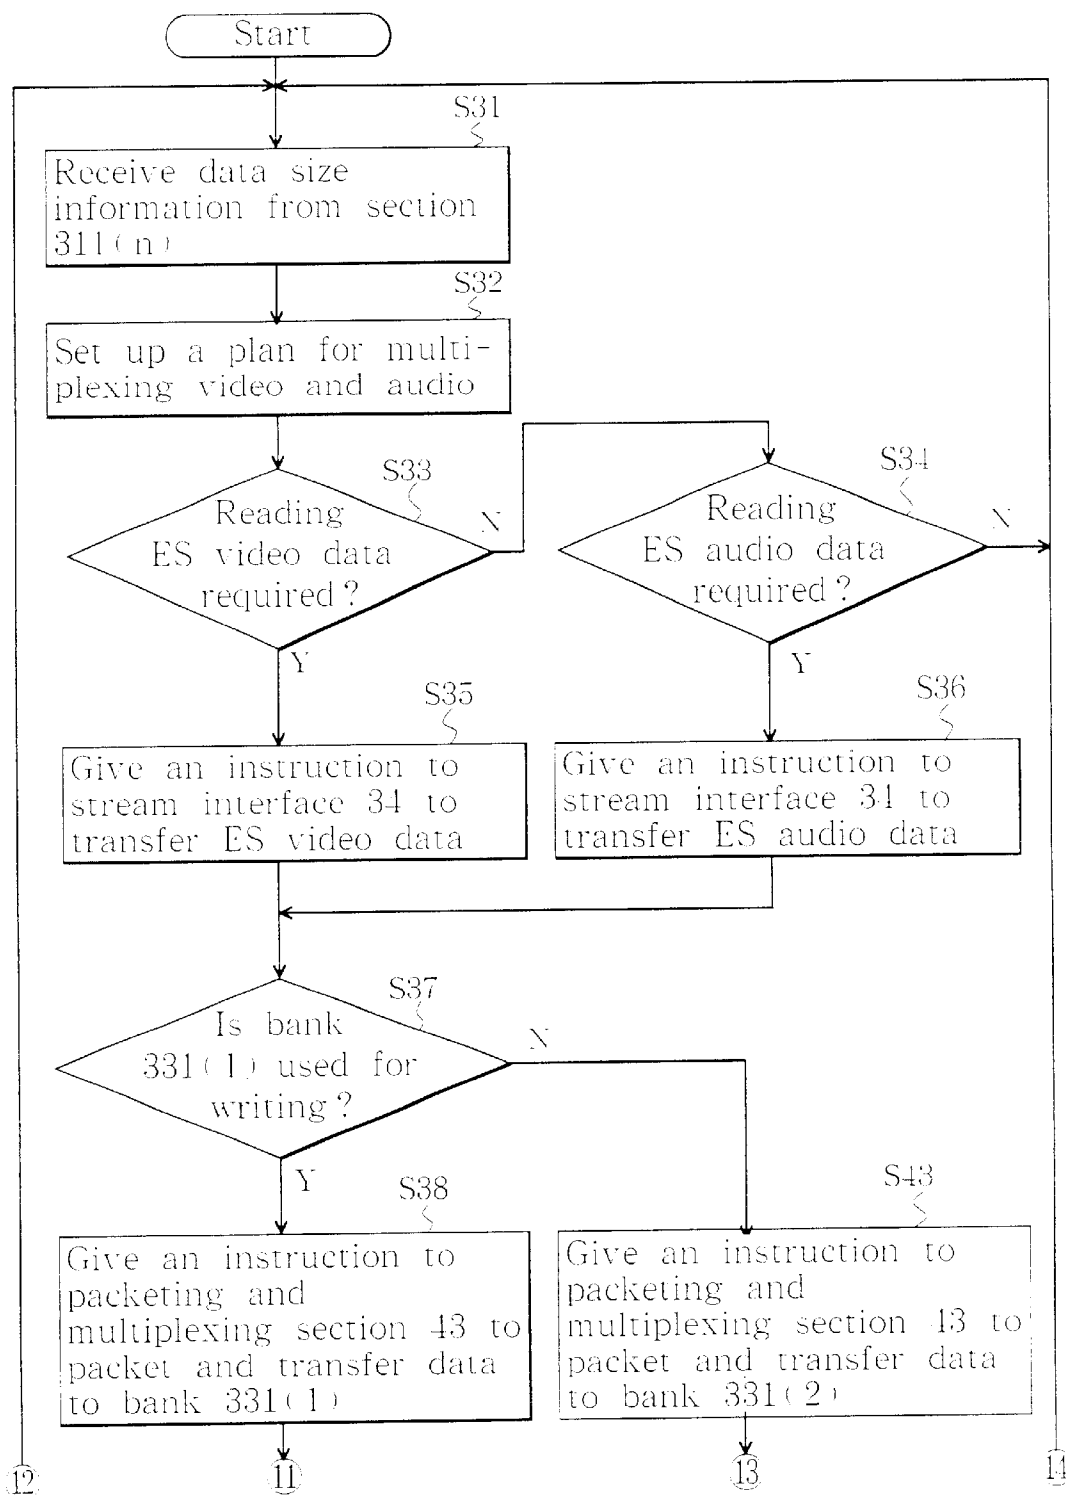 Start
S31
Receive data size
information from section
311(n)
S32
Set up a plan for multi-
plexing video and audio
S33
Reading
ES video data
required?
N
Y
S34
Reading
ES audio data
required?
N
Y
S35
Give an instruction to
stream interface 34 to
transfer ES video data
S36
Give an instruction to
stream interface 34 to
transfer ES audio data
S37
Is bank
331(1) used for
writing?
N
Y
S38
Give an instruction to
packeting and
multiplexing section 43 to
packet and transfer data
to bank 331(1)
S43
Give an instruction to
packeting and
multiplexing section 43 to
packet and transfer data
to bank 331(2)
12
11
13
14